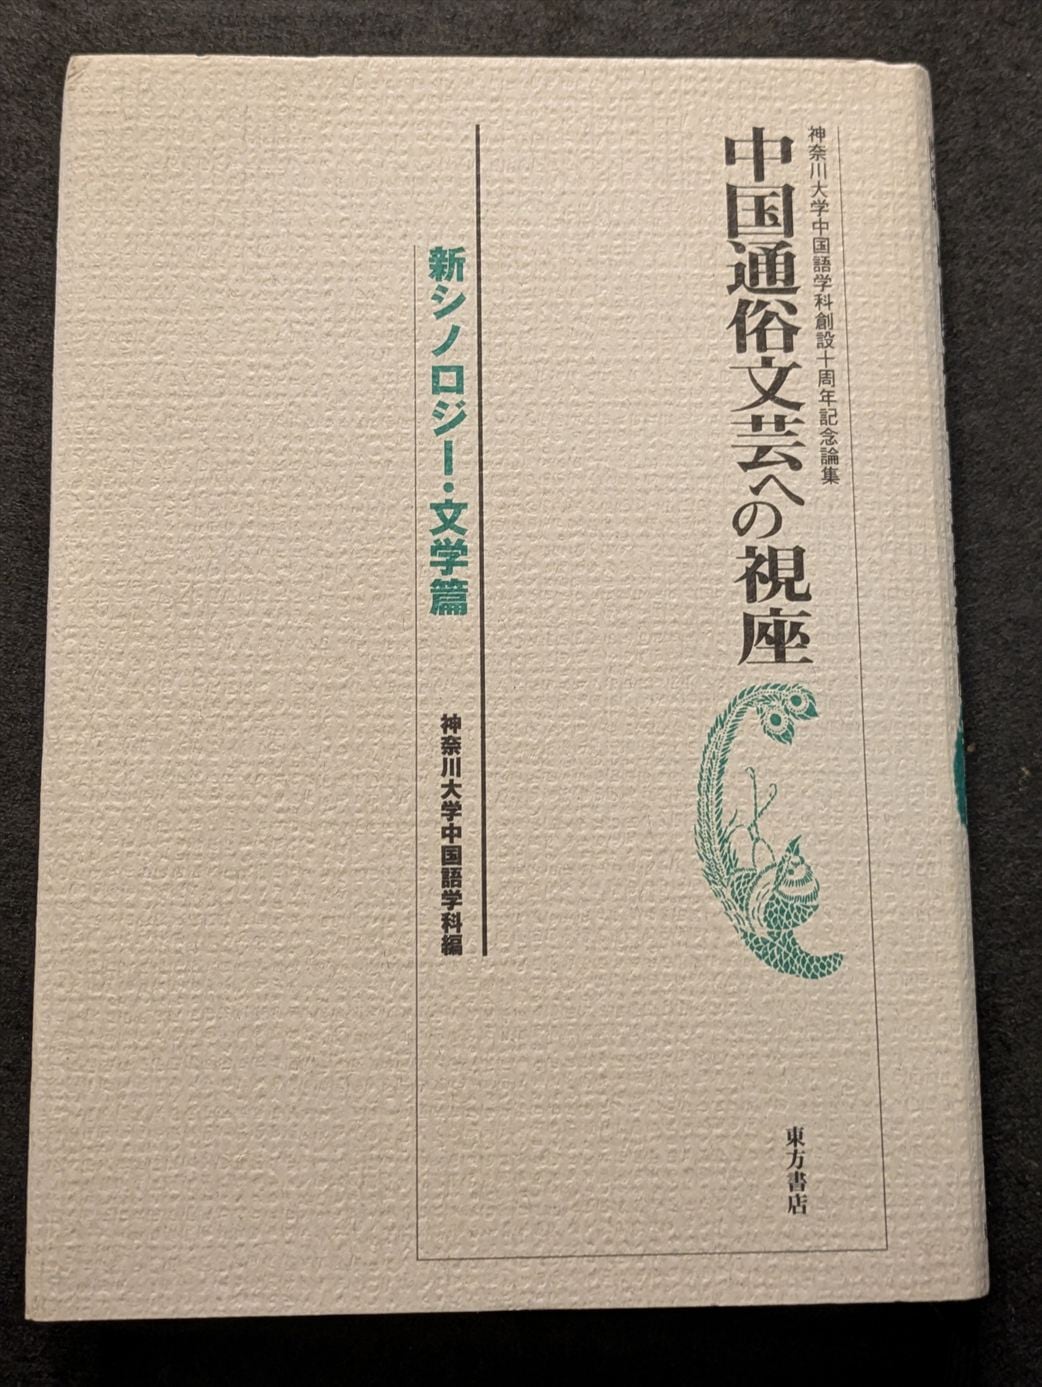 神奈川大学中国語学科創設十周年記念論集
中国通俗文芸への視座
東方書店
新シノロジー・文学篇
神奈川大学中国語学科編